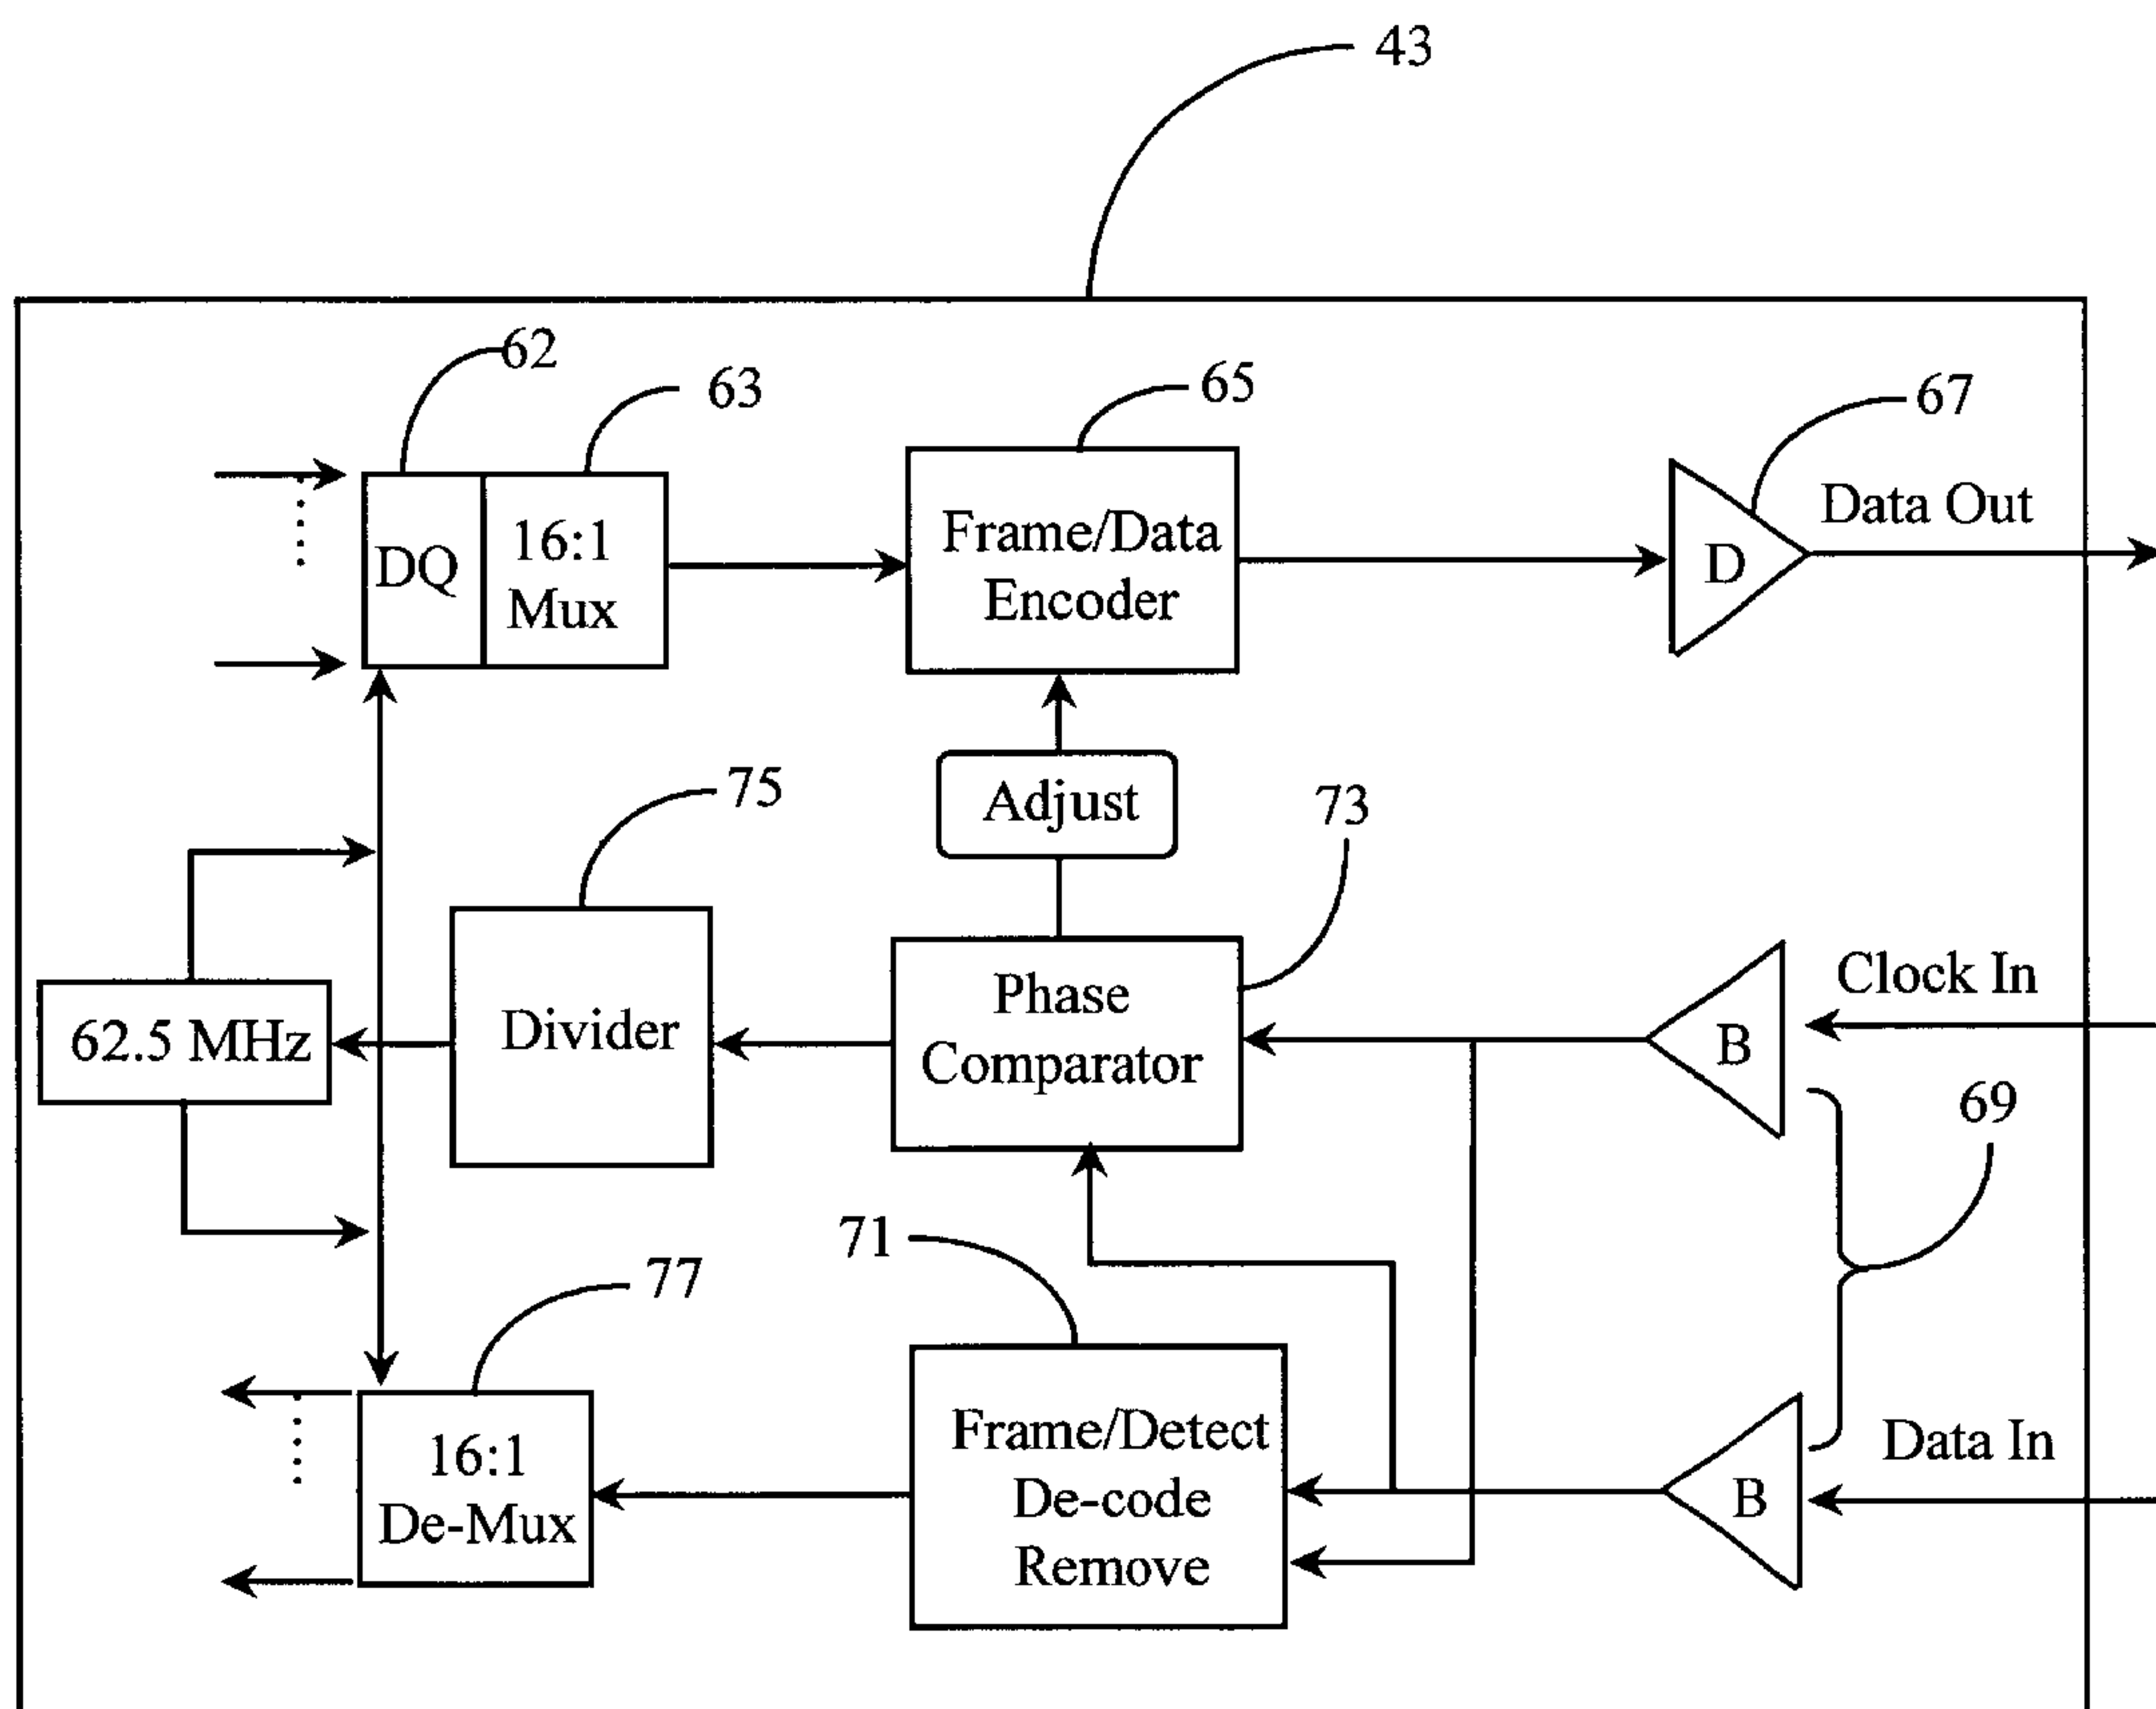 43
62
63
65
67
DQ
16:1
Mux
Frame/Data
Encoder
D
Data Out
Adjust
75
73
62.5 MHz
Divider
Phase
Comparator
B
Clock In
69
71
77
16:1
De-Mux
Frame/Detect
De-code
Remove
B
Data In